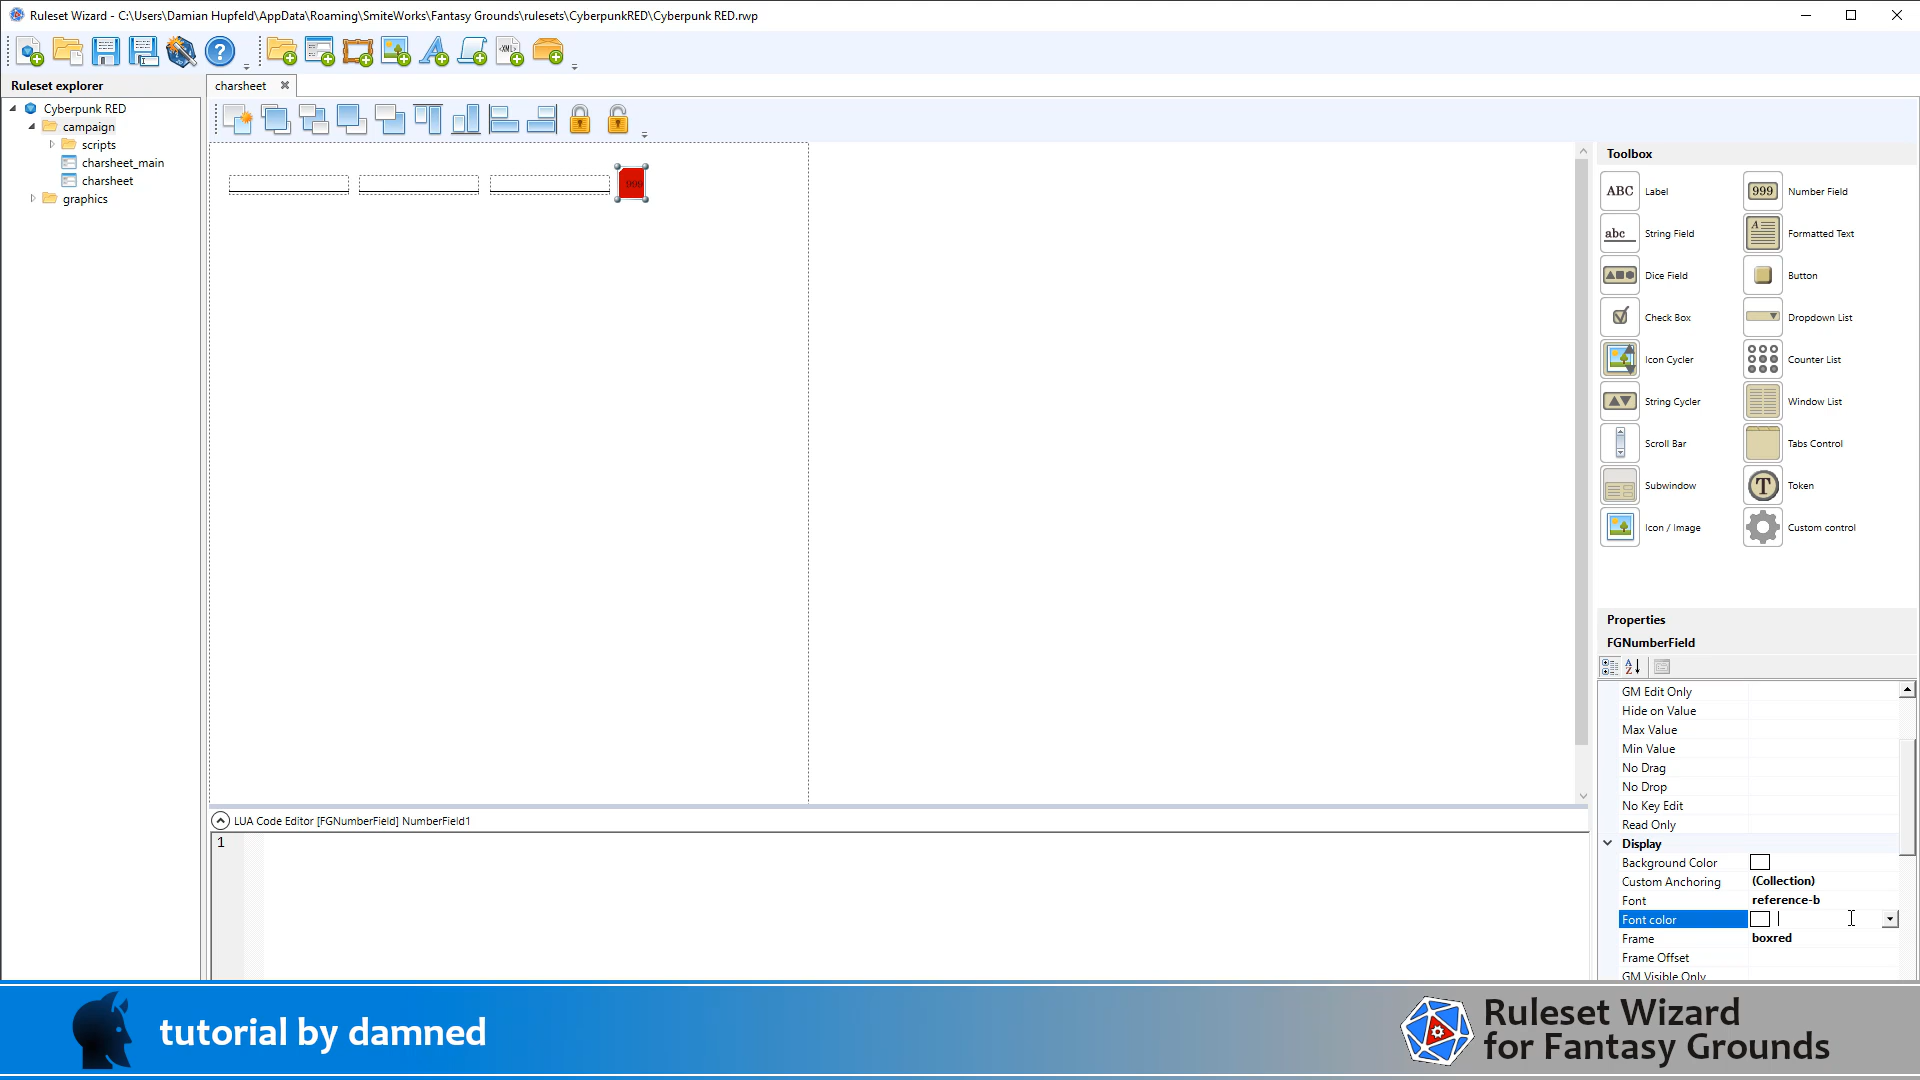 Ruleset Wizard - C:\Users\Damian Hupfeld\AppData\Roaming\SmiteWorks\Fantasy Grounds\rulesets\CyberpunkRED\Cyberpunk RED.rwp
Ruleset explorer
Cyberpunk RED
campaign
scripts
charsheet_main
charsheet
graphics
charsheet
999
LUA Code Editor [FGNumberField] NumberField1
1
Toolbox
ABC Label
999 Number Field
abc String Field
A Formatted Text
Dice Field
Button
Check Box
Dropdown List
Icon Cycler
Counter List
String Cycler
Window List
Scroll Bar
Tabs Control
Subwindow
T Token
Icon / Image
Custom control
Properties
FGNumberField
GM Edit Only
Hide on Value
Max Value
Min Value
No Drag
No Drop
No Key Edit
Read Only
Display
Background Color
Custom Anchoring (Collection)
Font reference-b
Font color
Frame boxred
Frame Offset
GM Visible Only
tutorial by damned
Ruleset Wizard
for Fantasy Grounds